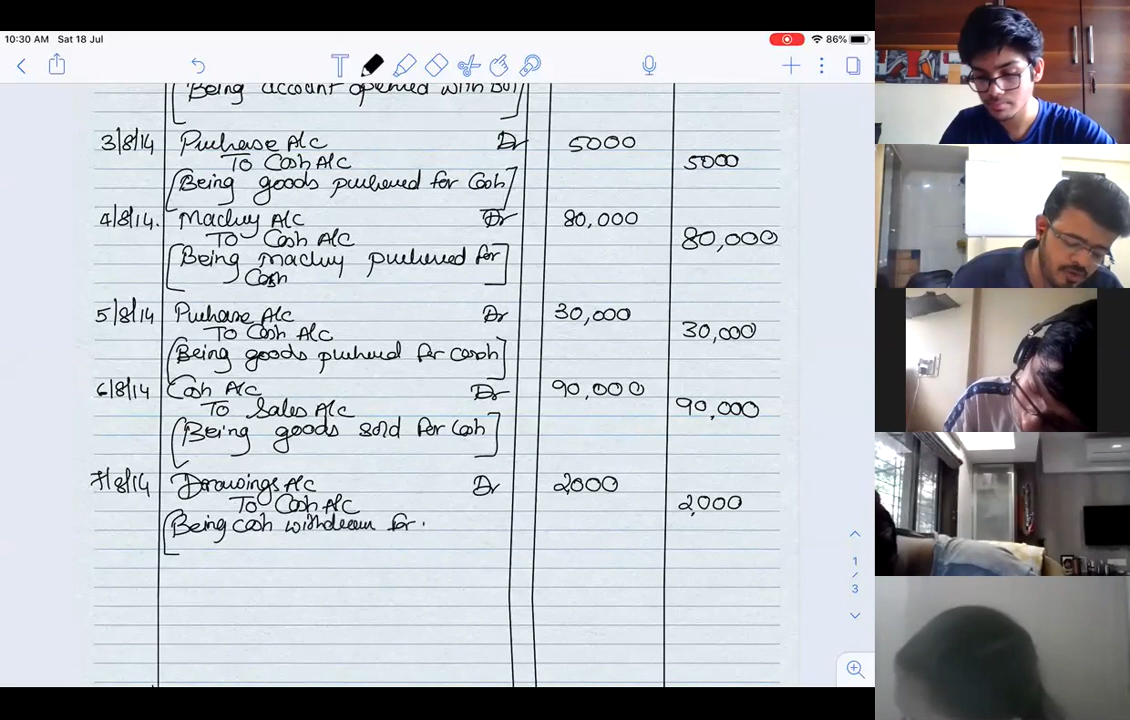 10:30 AM Sat 18 Jul 86%
[Being account opened with BOI]
3/8/14 Purchase A/c Dr 5000
To Cash A/c 5000
[Being goods purchased for Cash]
4/8/14. Machry A/c Dr 80,000
To Cash A/c 80,000
[Being Machry purchased for
Cash]
5/8/14 Purchase A/c Dr 30,000
To Cash A/c 30,000
[Being goods purchased for cash]
6/8/14 Cash A/c Dr 90,000
To Sales A/c 90,000
[Being goods sold for Cash]
7/8/14 Drawings A/c Dr 2,000
To Cash A/c 2,000
[Being cash withdrawn for
1
/
3